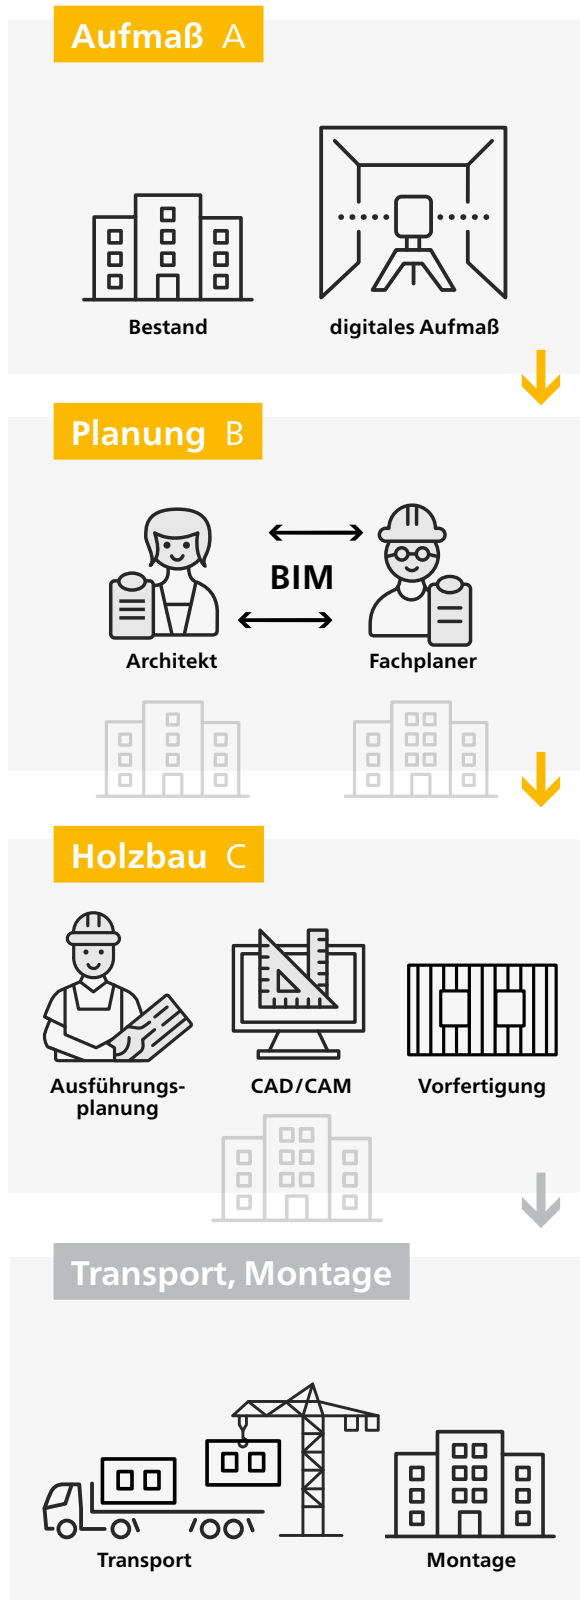 Aufmaß A
Bestand
digitales Aufmaß
Planung B
BIM
Architekt
Fachplaner
Holzbau C
Ausführungs-
planung
CAD/CAM
Vorfertigung
Transport, Montage
Transport
Montage